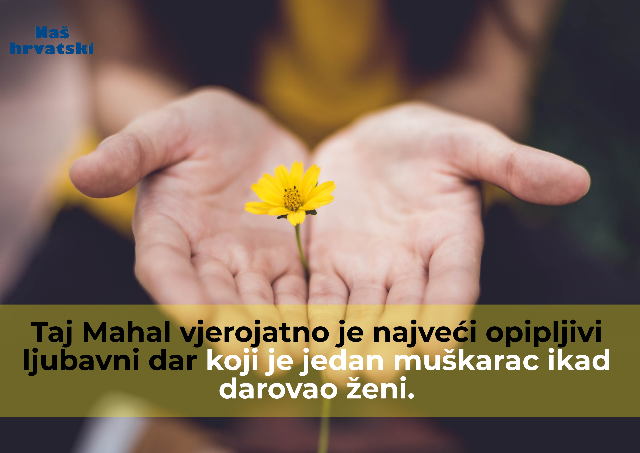 Naš
hrvatski
Taj Mahal vjerojatno je najveći opipljivi
ljubavni dar koji je jedan muškarac ikad
darovao ženi.